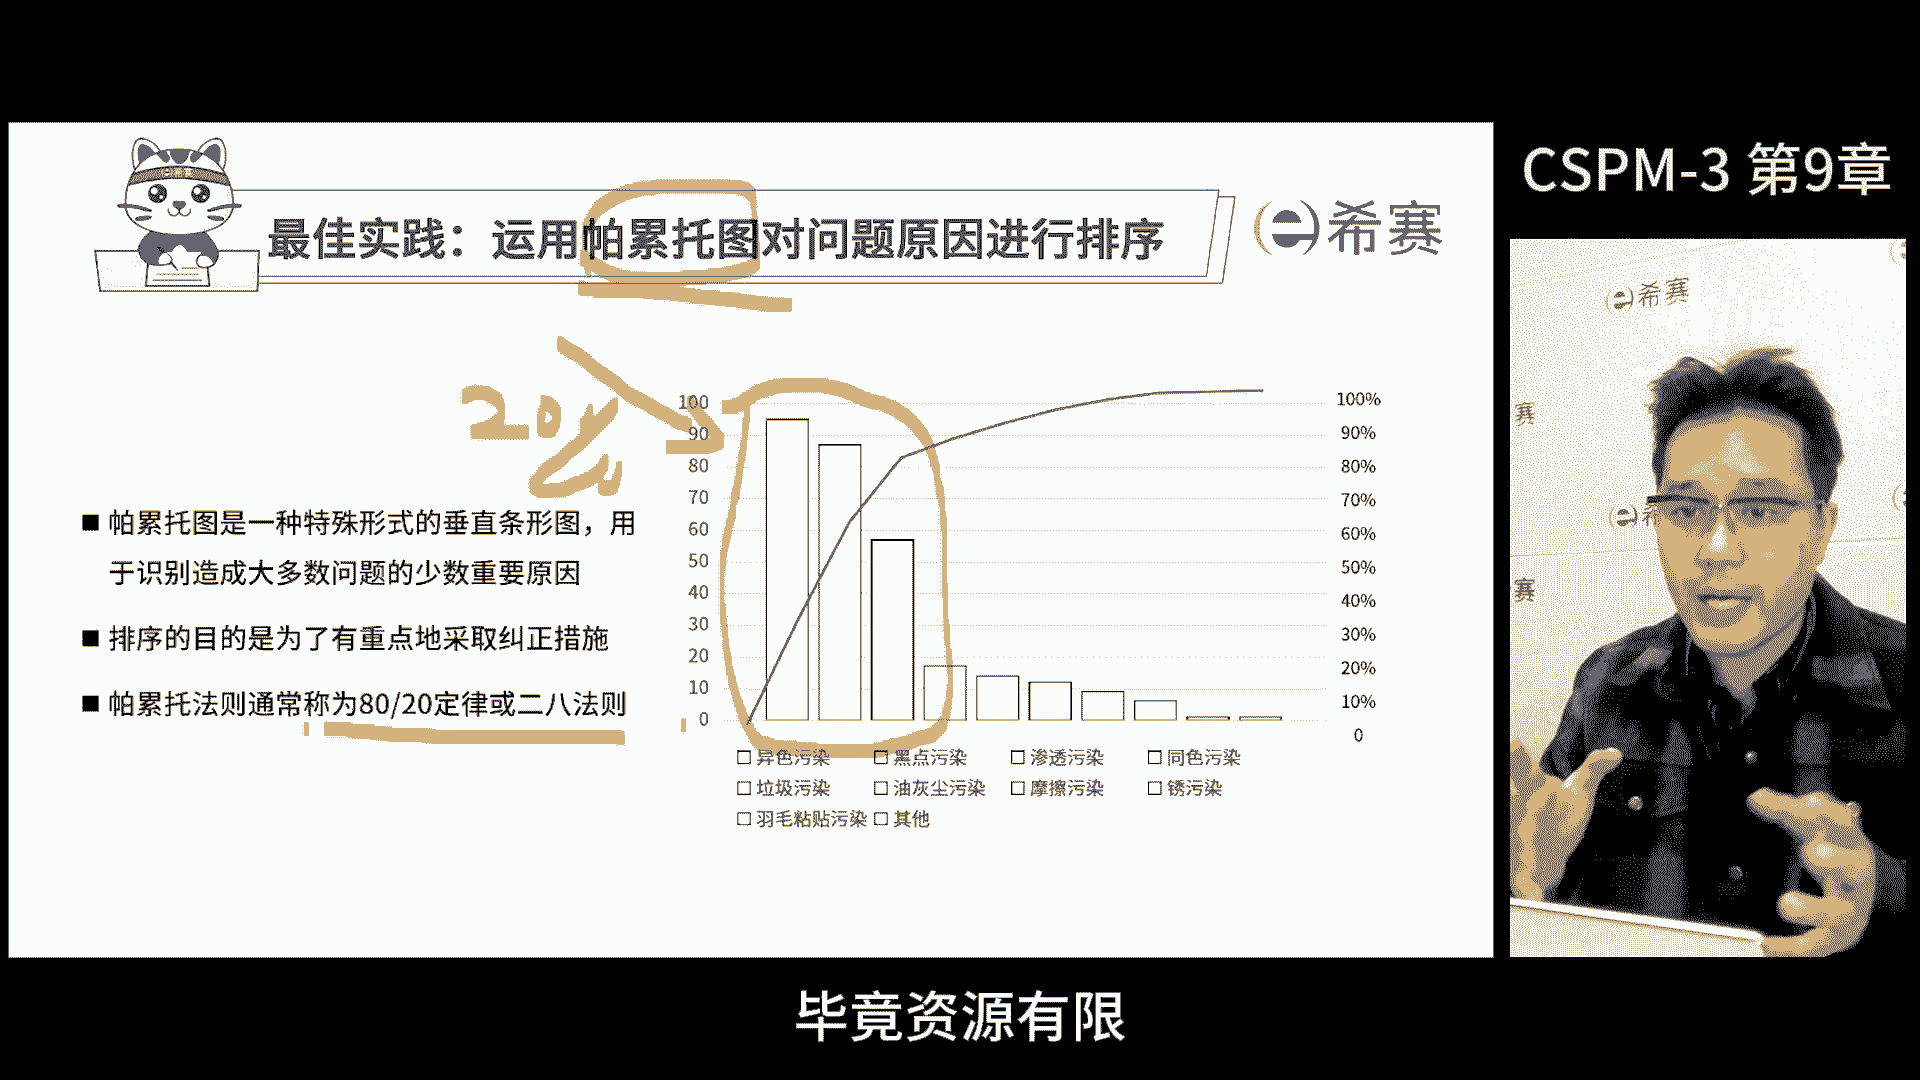 CSPM-3 第9章
希赛
最佳实践：运用帕累托图对问题原因进行排序
e希赛
e希赛
赛
20%
帕累托图是一种特殊形式的垂直条形图，用
于识别造成大多数问题的少数重要原因
排序的目的是为了有重点地采取纠正措施
帕累托法则通常称为80/20定律或二八法则
100
90
80
70
60
50
40
30
20
10
0
100%
90%
80%
70%
60%
50%
40%
30%
20%
10%
0
异色污染 黑点污染 渗透污染 同色污染
垃圾污染 油灰尘污染 摩擦污染 锈污染
羽毛粘贴污染 其他
e希
赛
毕竟资源有限